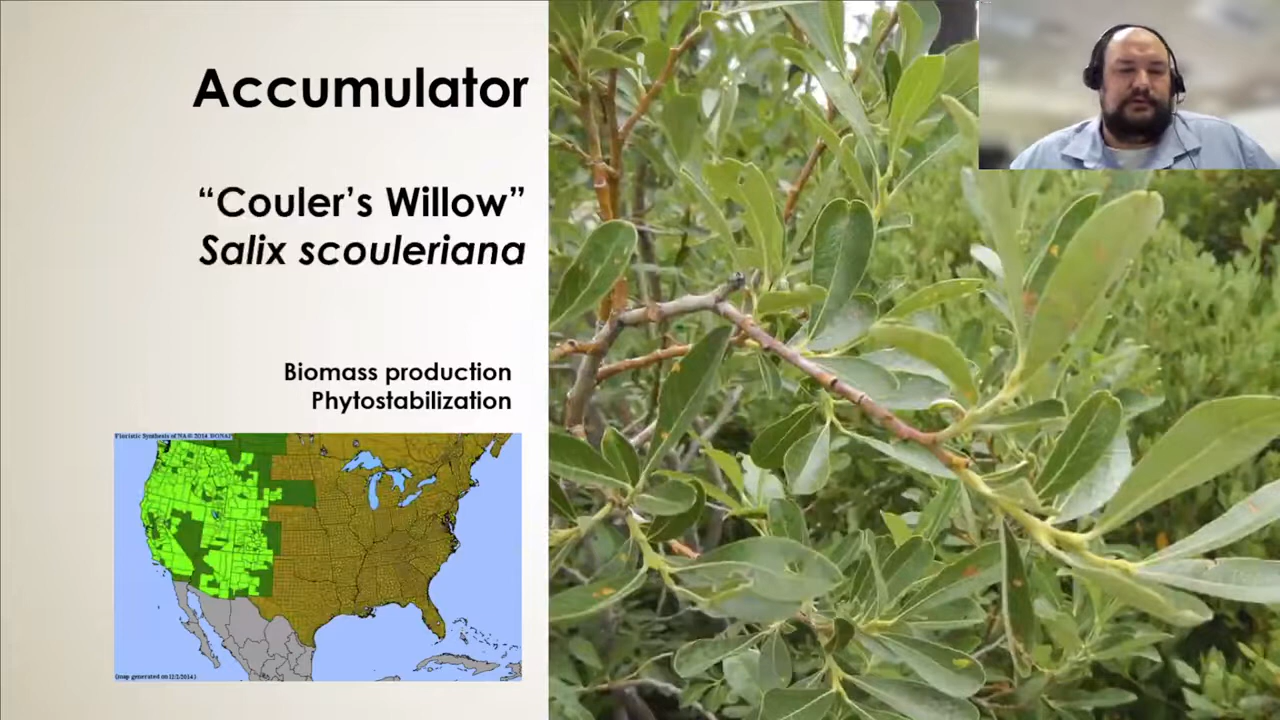 Accumulator
“Couler’s Willow”
Salix scouleriana
Biomass production
Phytostabilization
Floristic Synthesis of NA © 2014 BONAP
(map generated on 12/2/2014)